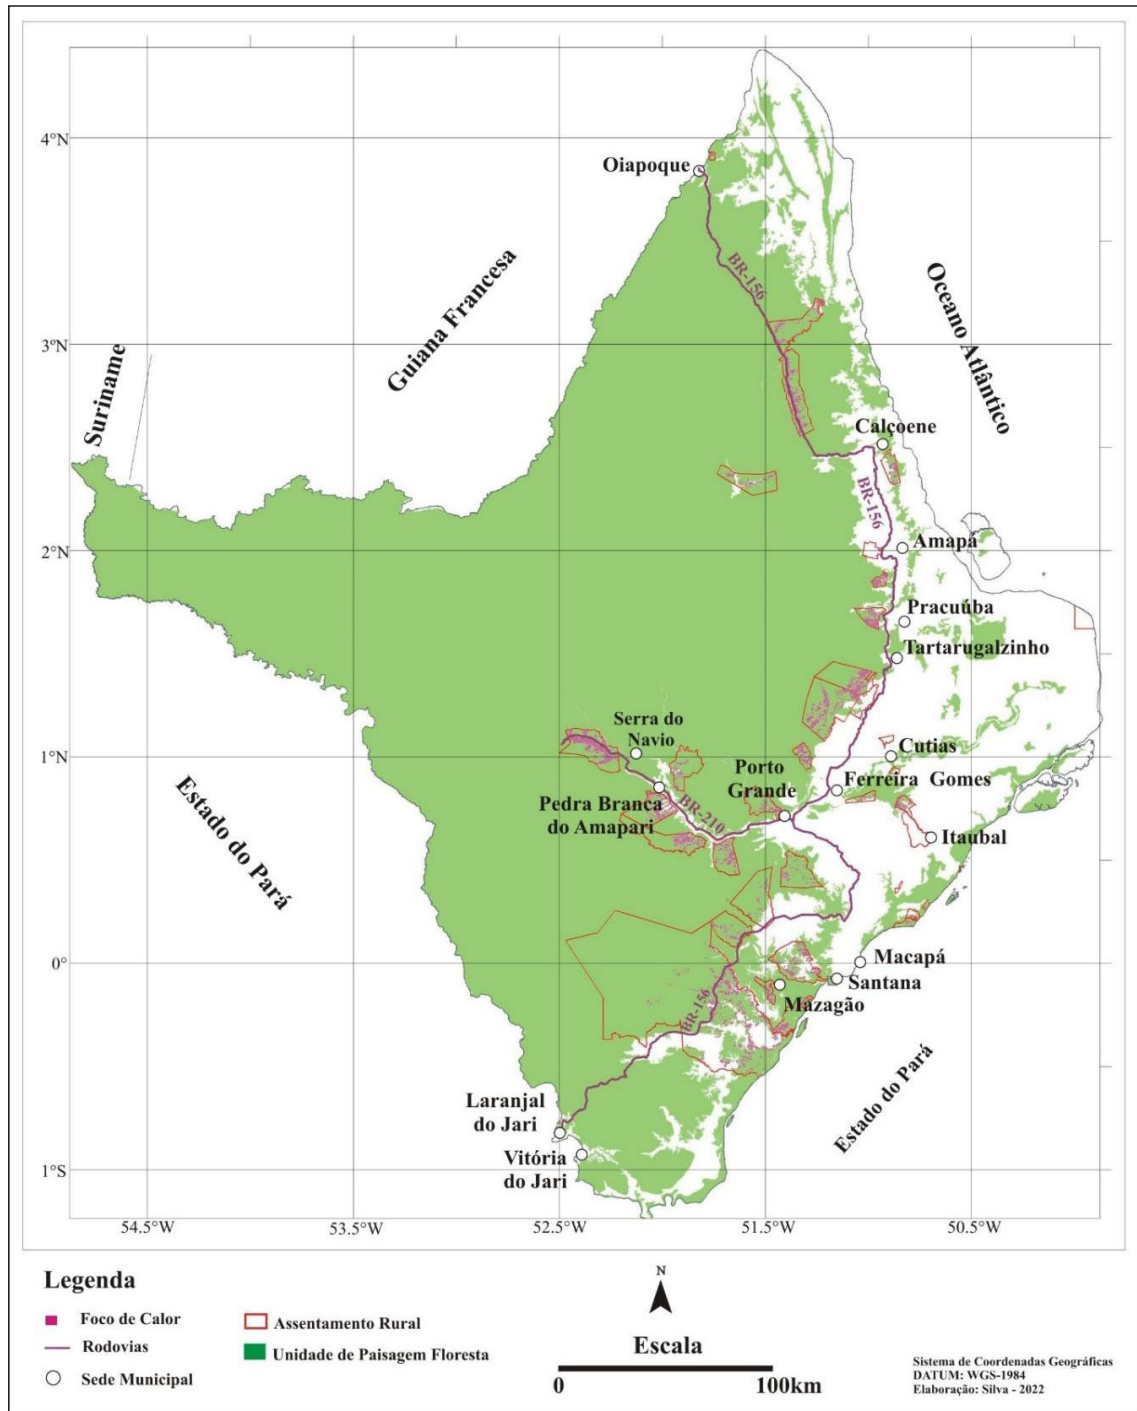 4°N
Oiapoque
BR-156
Guiana Francesa
Oceano Atlântico
3°N
Suriname
Calçoene
BR-156
2°N
Amapá
Pracuúba
Tartarugalzinho
Serra do
Navio
1°N
Cutias
Porto
Grande
Ferreira Gomes
Pedra Branca
do Amapari
BR-210
Itaubal
Estado do Pará
0°
Macapá
Santana
Mazagão
BR-156
Estado do Pará
Laranjal
do Jari
Vitória
do Jari
1°S
54.5°W
53.5°W
52.5°W
51.5°W
50.5°W
Legenda
Foco de Calor
Rodovias
Sede Municipal
Assentamento Rural
Unidade de Paisagem Floresta
N
Escala
0
100km
Sistema de Coordenadas Geográficas
DATUM: WGS-1984
Elaboração: Silva - 2022